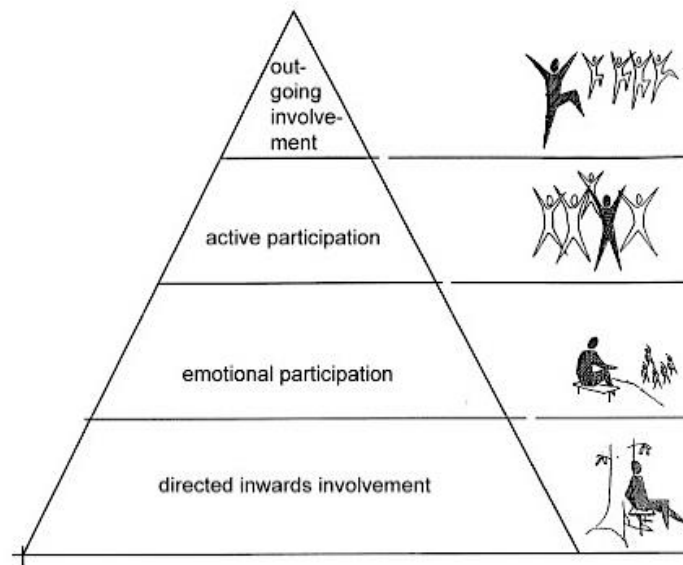 out-
going
involve-
ment
active participation
emotional participation
directed inwards involvement